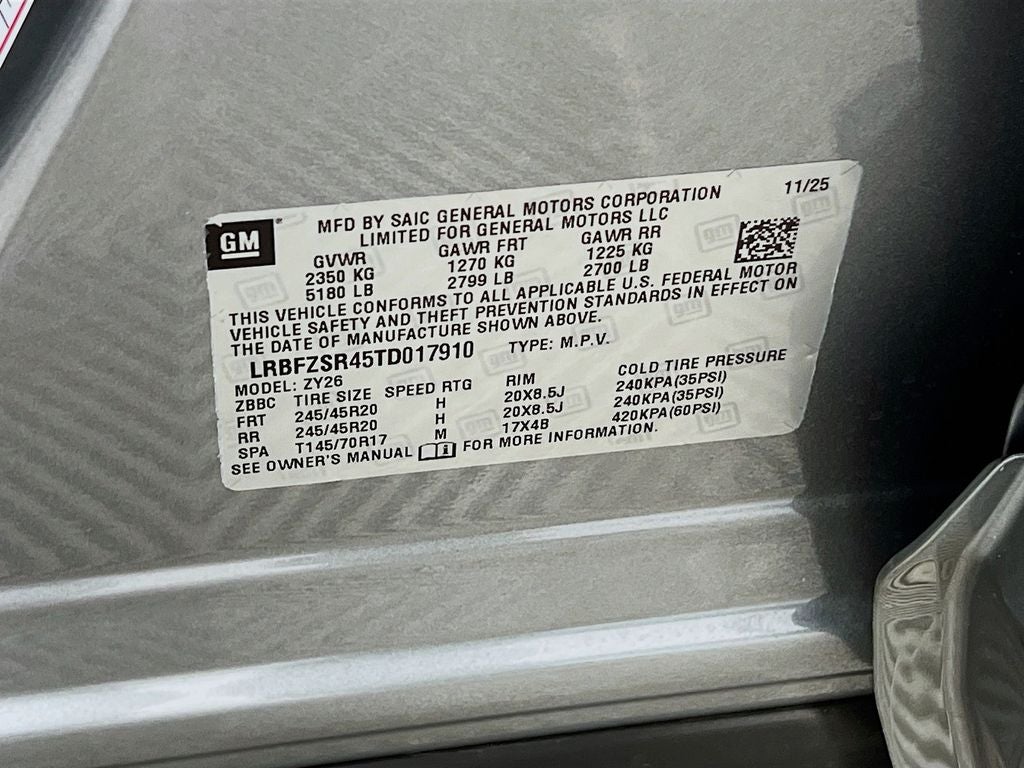 GM
MFD BY SAIC GENERAL MOTORS CORPORATION 11/25
LIMITED FOR GENERAL MOTORS LLC
GVWR GAWR FRT GAWR RR
2350 KG 1270 KG 1225 KG
5180 LB 2799 LB 2700 LB
THIS VEHICLE CONFORMS TO ALL APPLICABLE U.S. FEDERAL MOTOR
VEHICLE SAFETY AND THEFT PREVENTION STANDARDS IN EFFECT ON
THE DATE OF MANUFACTURE SHOWN ABOVE.
LRBFZSR45TD017910 TYPE: M.P.V.
MODEL: ZY26
ZBBC TIRE SIZE SPEED RTG RIM COLD TIRE PRESSURE
FRT 245/45R20 H 20X8.5J 240KPA(35PSI)
RR 245/45R20 H 20X8.5J 240KPA(35PSI)
SPA T145/70R17 M 17X4B 420KPA(60PSI)
SEE OWNER'S MANUAL FOR MORE INFORMATION.